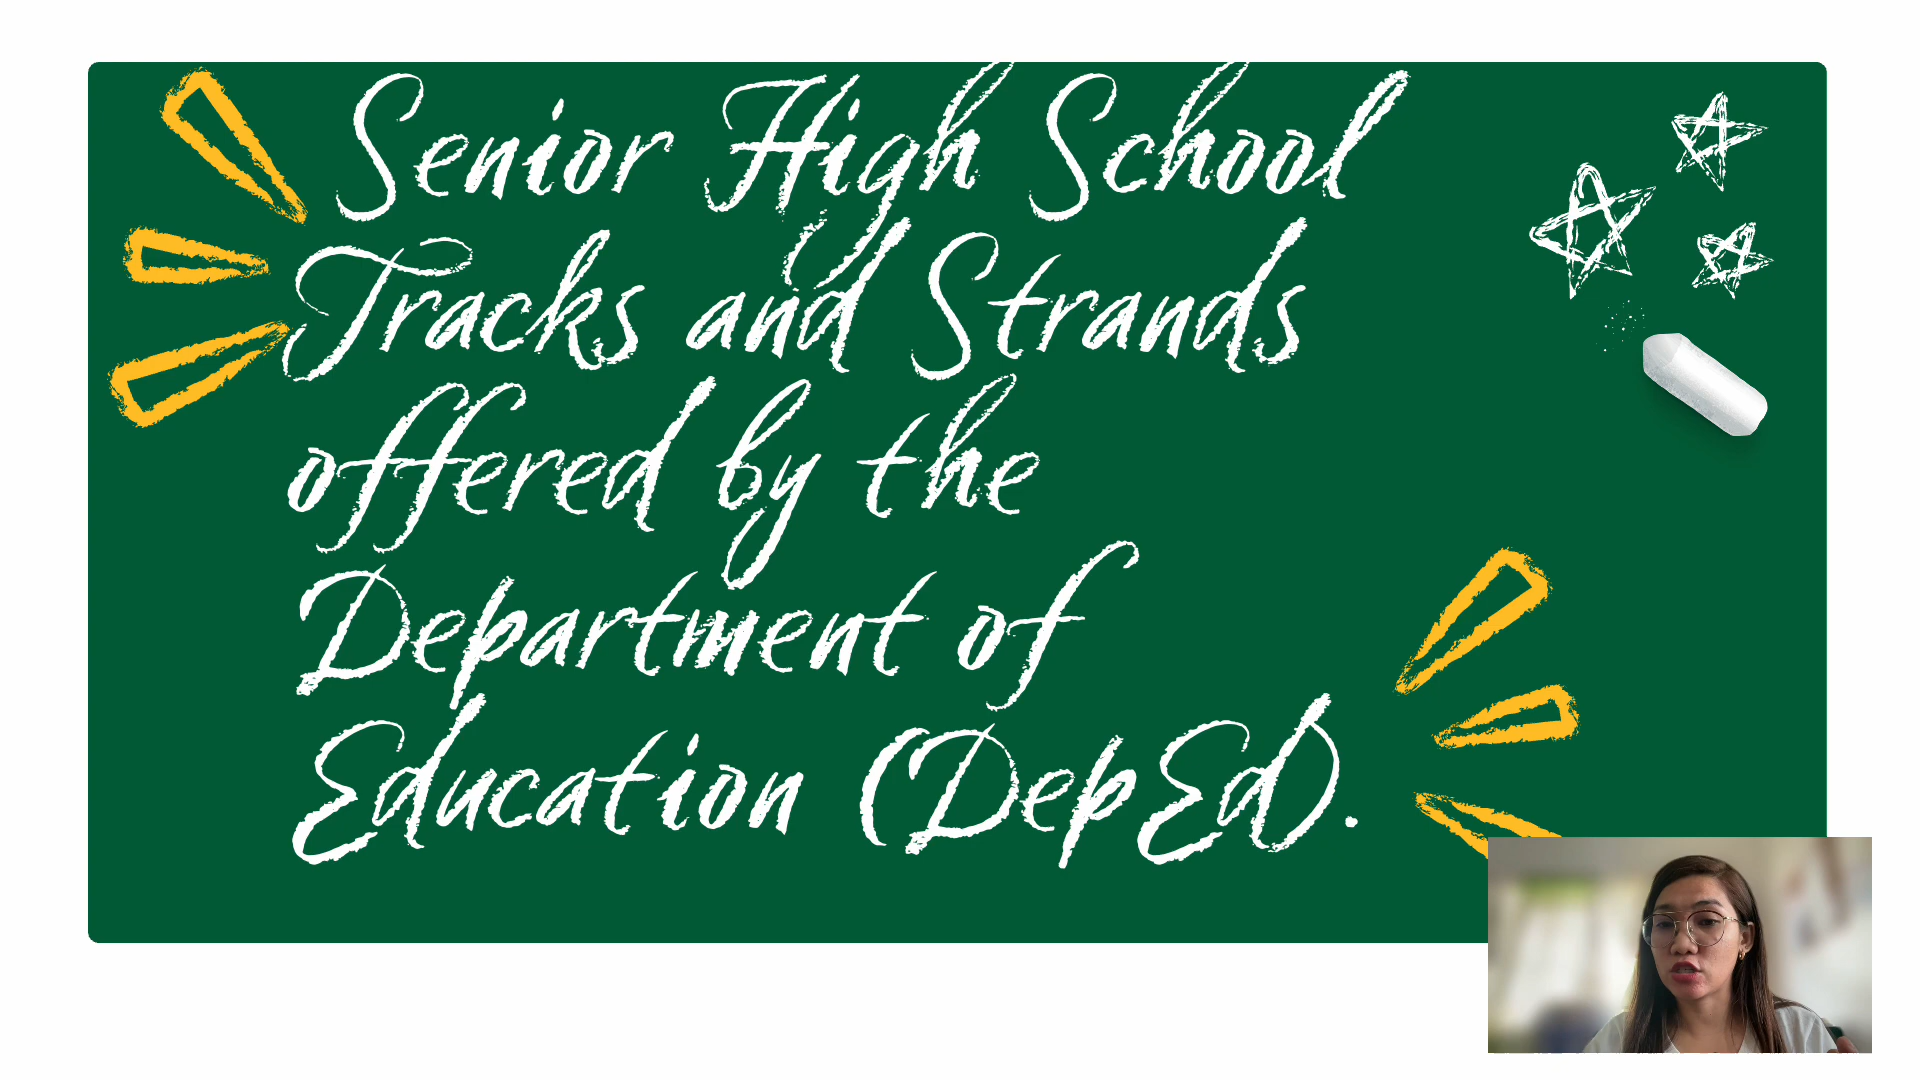 Senior High School
Tracks and Strands
offered by the
Department of
Education (DepEd).